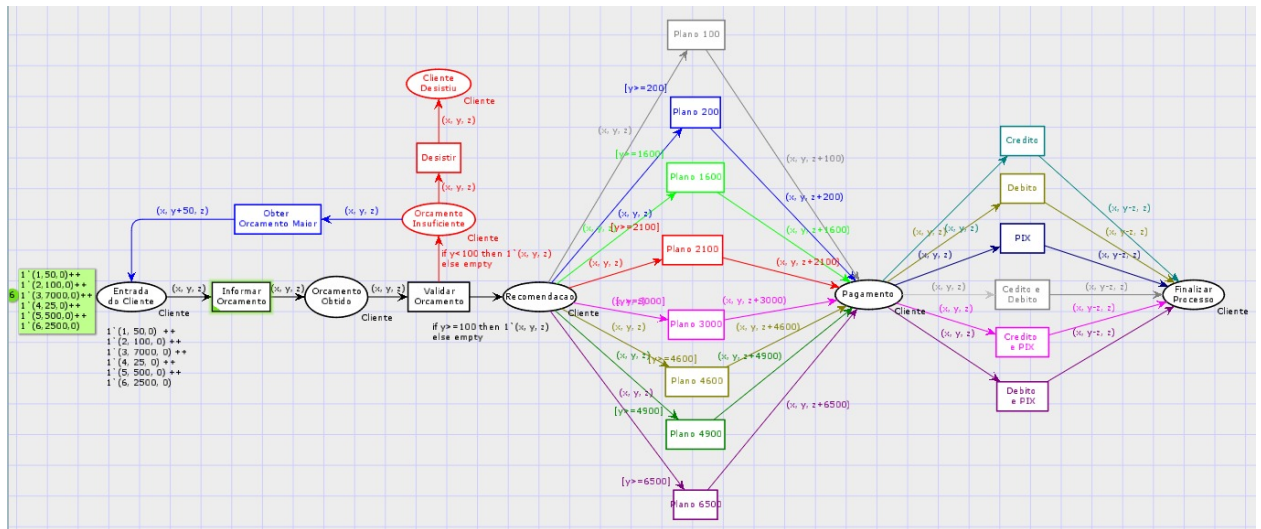 Plano 100
Cliente
Desistiu
Cliente
(x, y, z)
[y>=200]
Plano 200
(x, y, z)
Desistir
(x, y, z)
[y>=1600]
Plano 1600
(x, y, z+100)
Credito
Debito
(x, y+50, z)
Obter
Orcamento Maior
(x, y, z)
Orcamento
Insuficiente
Cliente
(x, y, z)
(x, y, z)
[y>=2100]
(x, y, z+200)
(x, y, z+1600)
(x, y, z)
(x, y, z)
PIX
(x, y-z, z)
(x, y-z, z)
if y<100 then 1`(x, y, z)
else empty
Plano 2100
(x, y, z)
(x, y, z+2100)
(x, y, z)
(x, y-z, z)
6
1`(1,50,0)++
1`(2,100,0)++
1`(3,7000,0)++
1`(4,25,0)++
1`(5,500,0)++
1`(6,2500,0)
Entrada
do Cliente
Cliente
(x, y, z)
Informar
Orcamento
(x, y, z)
Orcamento
Obtido
Cliente
(x, y, z)
Validar
Orcamento
Recomendacao
Cliente
if y>=100 then 1`(x, y, z)
else empty
[y>=3000]
(x, y, z)
Plano 3000
(x, y, z+3000)
Pagamento
Cliente
(x, y, z)
Cedito e
Debito
(x, y-z, z)
Finalizar
Processo
Cliente
1`(1, 50, 0) ++
1`(2, 100, 0) ++
1`(3, 7000, 0) ++
1`(4, 25, 0) ++
1`(5, 500, 0) ++
1`(6, 2500, 0)
(x, y, z)
(x, y, z+4600)
(x, y, z)
(x, y, z)
Credito
e PIX
(x, y-z, z)
(x, y-z, z)
(x, y, z)
[y>=4600]
Plano 4600
(x, y, z+4900)
(x, y, z)
[y>=4900]
Plano 4900
(x, y, z+6500)
Debito
e PIX
[y>=6500]
Plano 6500